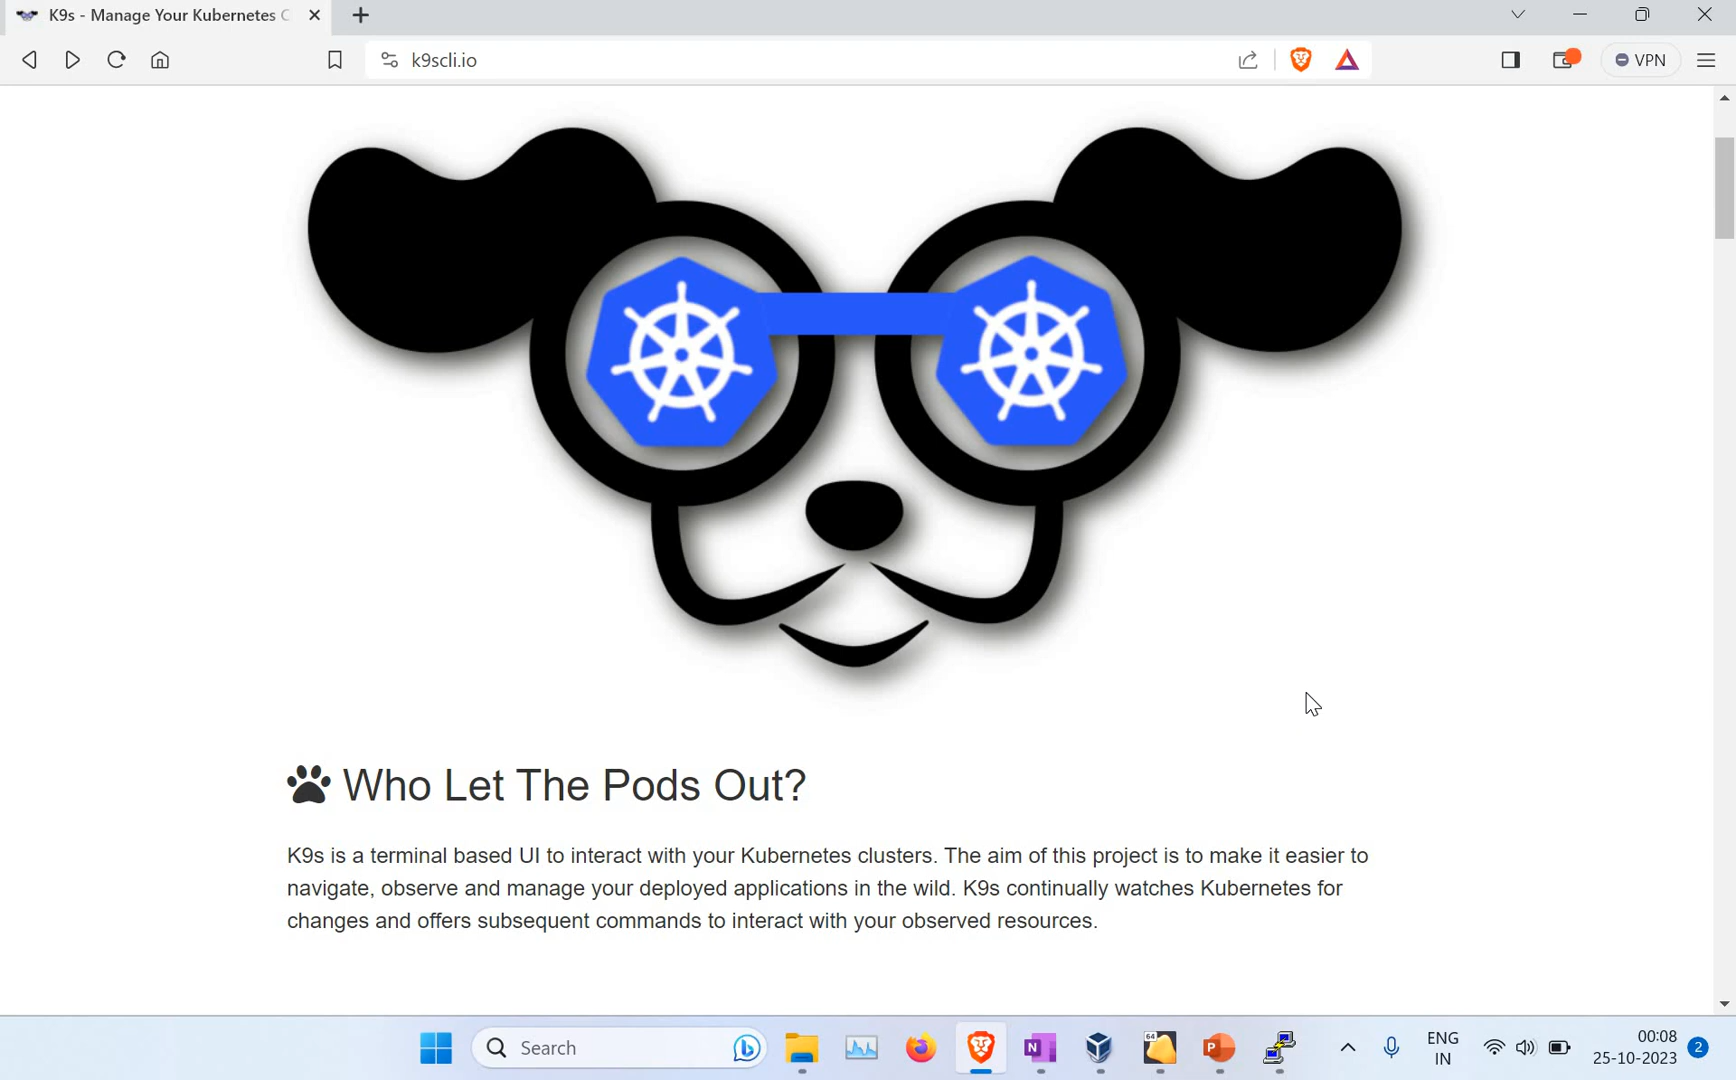 K9s - Manage Your Kubernetes C
k9scli.io
VPN
Who Let The Pods Out?
K9s is a terminal based UI to interact with your Kubernetes clusters. The aim of this project is to make it easier to
navigate, observe and manage your deployed applications in the wild. K9s continually watches Kubernetes for
changes and offers subsequent commands to interact with your observed resources.
Search
64
N
P
ENG
IN
00:08
25-10-2023
2